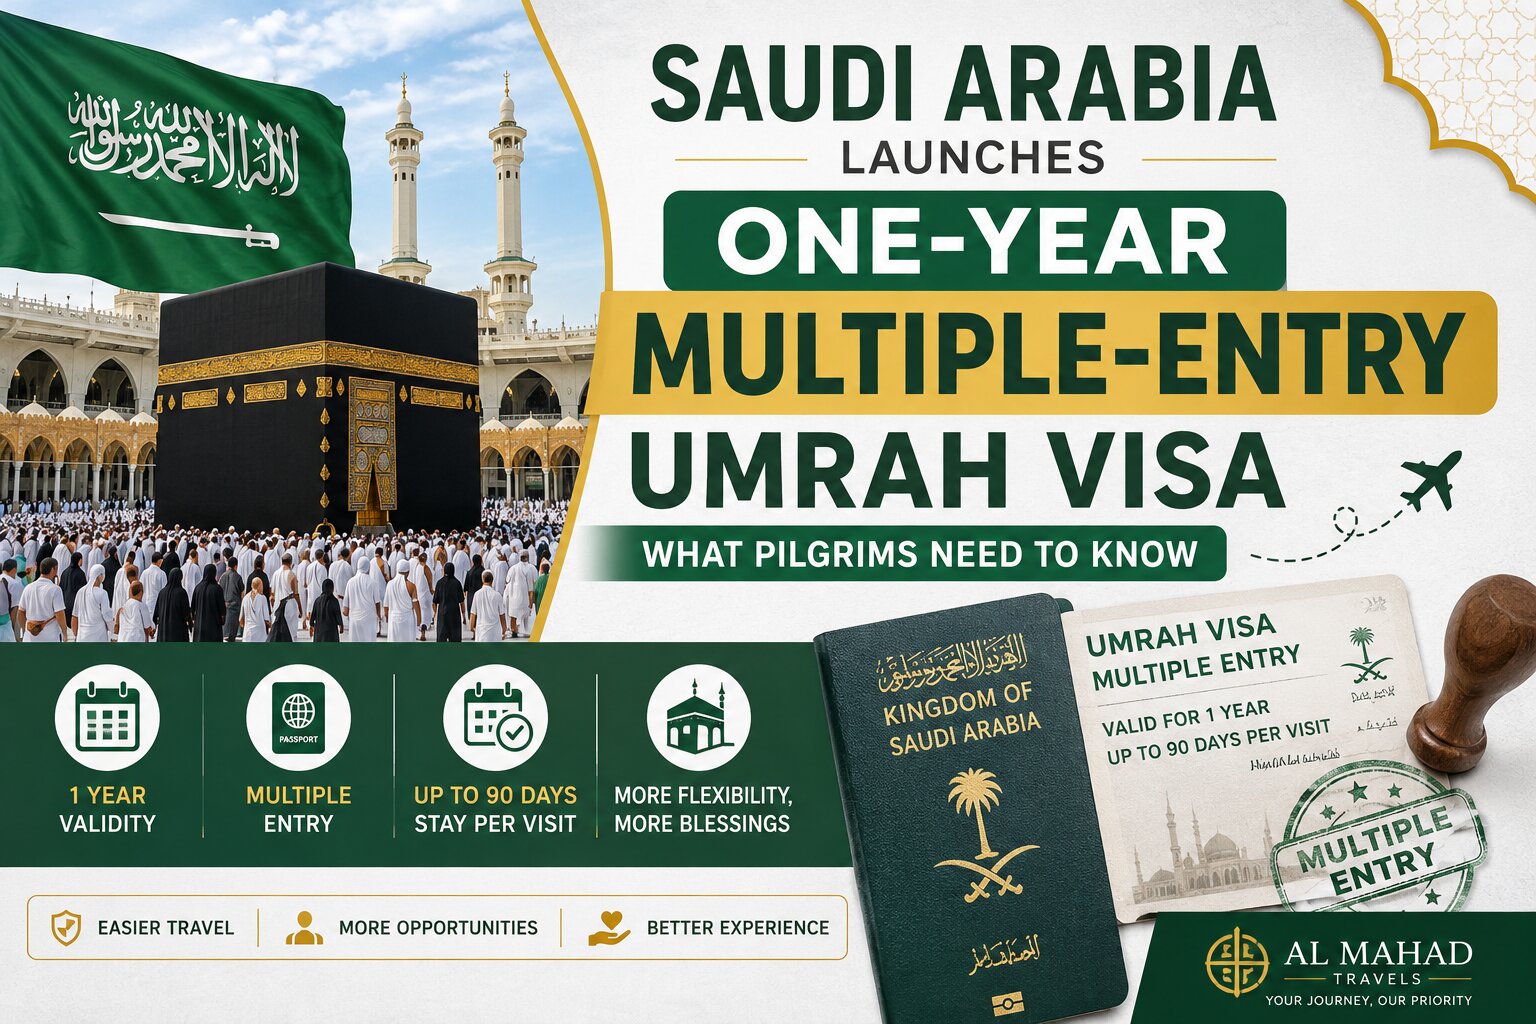 SAUDI ARABIA
LAUNCHES
ONE-YEAR
MULTIPLE-ENTRY
UMRAH VISA
WHAT PILGRIMS NEED TO KNOW
1 YEAR
VALIDITY
PASSPORT
MULTIPLE
ENTRY
UP TO 90 DAYS
STAY PER VISIT
MORE FLEXIBILITY,
MORE BLESSINGS
EASIER TRAVEL
MORE OPPORTUNITIES
BETTER EXPERIENCE
KINGDOM OF
SAUDI ARABIA
UMRAH VISA
MULTIPLE ENTRY
VALID FOR 1 YEAR
UP TO 90 DAYS PER VISIT
MULTIPLE
ENTRY
AL MAHAD
TRAVELS
YOUR JOURNEY, OUR PRIORITY